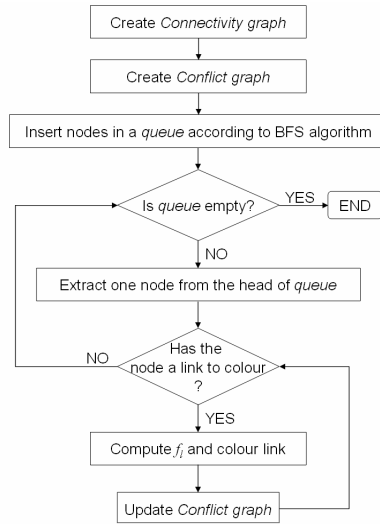 Create Connectivity graph
Create Conflict graph
Insert nodes in a queue according to BFS algorithm
Is queue empty?
YES
END
NO
Extract one node from the head of queue
Has the
node a link to colour
?
NO
YES
Compute fl and colour link
Update Conflict graph